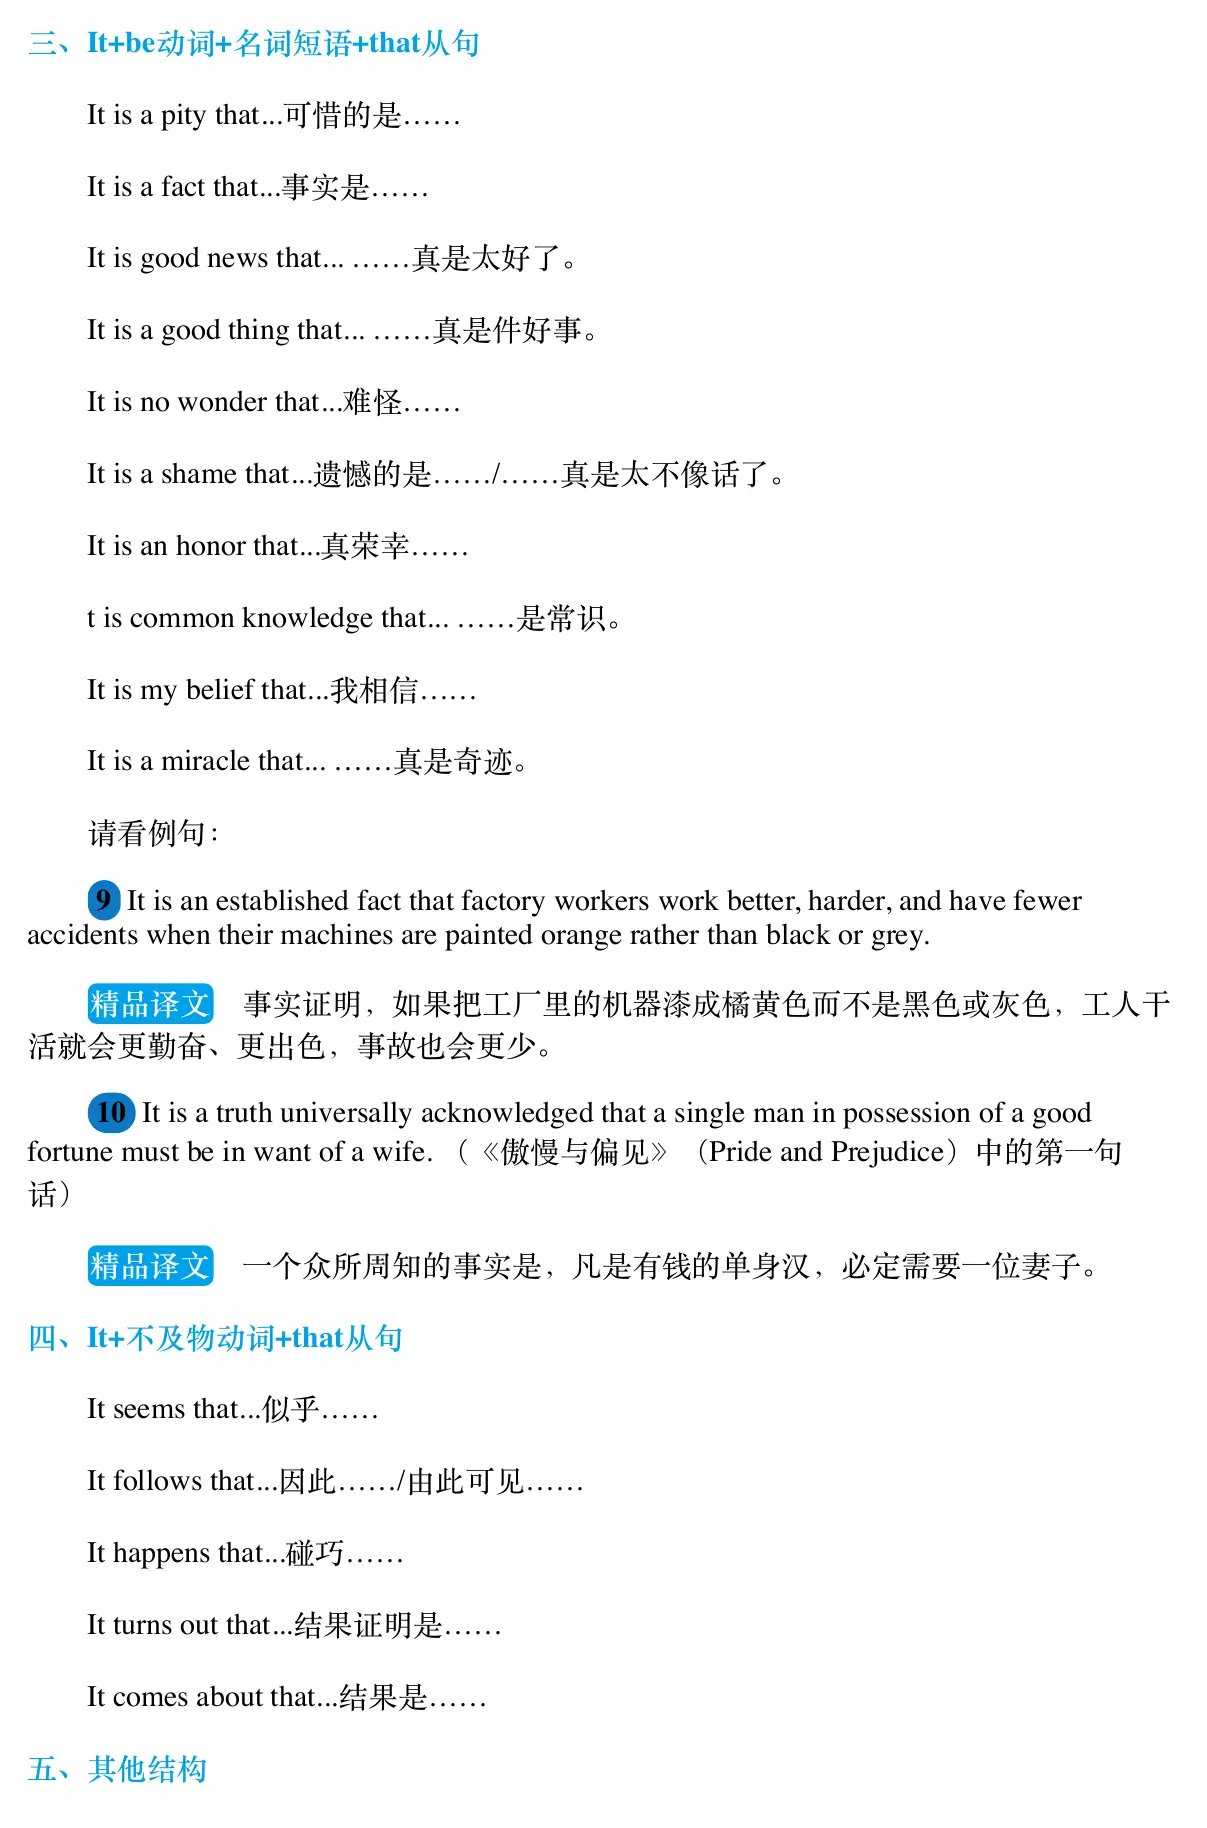 三、It+be动词+名词短语+that从句
It is a pity that...可惜的是……
It is a fact that...事实是……
It is good news that... ……真是太好了。
It is a good thing that... ……真是件好事。
It is no wonder that...难怪……
It is a shame that...遗憾的是……/……真是太不像话了。
It is an honor that...真荣幸……
t is common knowledge that... ……是常识。
It is my belief that...我相信……
It is a miracle that... ……真是奇迹。
请看例句：
9 It is an established fact that factory workers work better, harder, and have fewer
accidents when their machines are painted orange rather than black or grey.
精品译文 事实证明，如果把工厂里的机器漆成橘黄色而不是黑色或灰色，工人干
活就会更勤奋、更出色，事故也会更少。
10 It is a truth universally acknowledged that a single man in possession of a good
fortune must be in want of a wife.（《傲慢与偏见》（Pride and Prejudice）中的第一句
话）
精品译文 一个众所周知的事实是，凡是有钱的单身汉，必定需要一位妻子。
四、It+不及物动词+that从句
It seems that...似乎……
It follows that...因此……/由此可见……
It happens that...碰巧……
It turns out that...结果证明是……
It comes about that...结果是……
五、其他结构